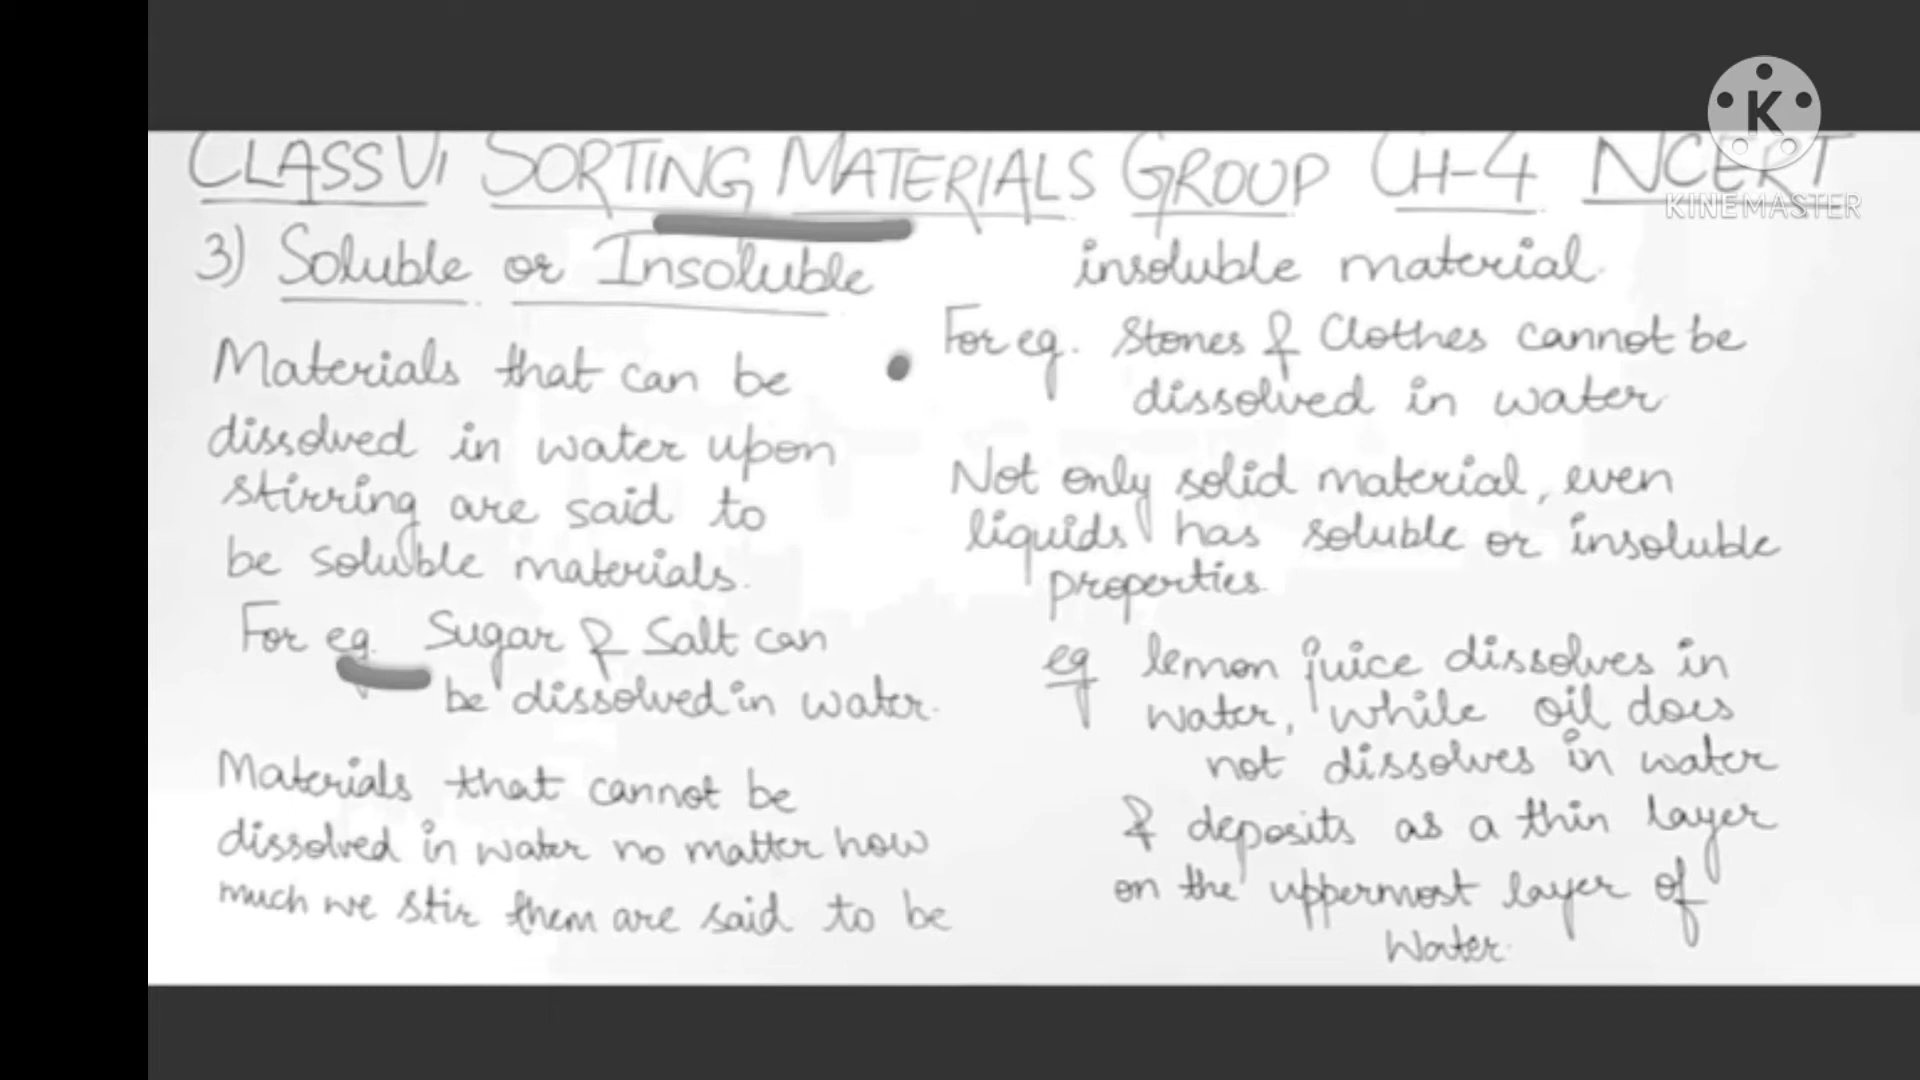 CLASS VI SORTING MATERIALS GROUP CH-4 NCERT
3) Soluble or Insoluble
Materials that can be
dissolved in water upon
stirring are said to
be soluble materials.
For eg. Sugar & Salt can
be dissolved in water.
Materials that cannot be
dissolved in water no matter how
much we stir them are said to be
insoluble material.
For eg. Stones & Clothes cannot be
dissolved in water
Not only solid material, even
liquids has soluble or insoluble
properties.
eg lemon juice dissolves in
water, while oil does
not dissolves in water
& deposits as a thin layer
on the uppermost layer of
Water.
K
KINEMASTER